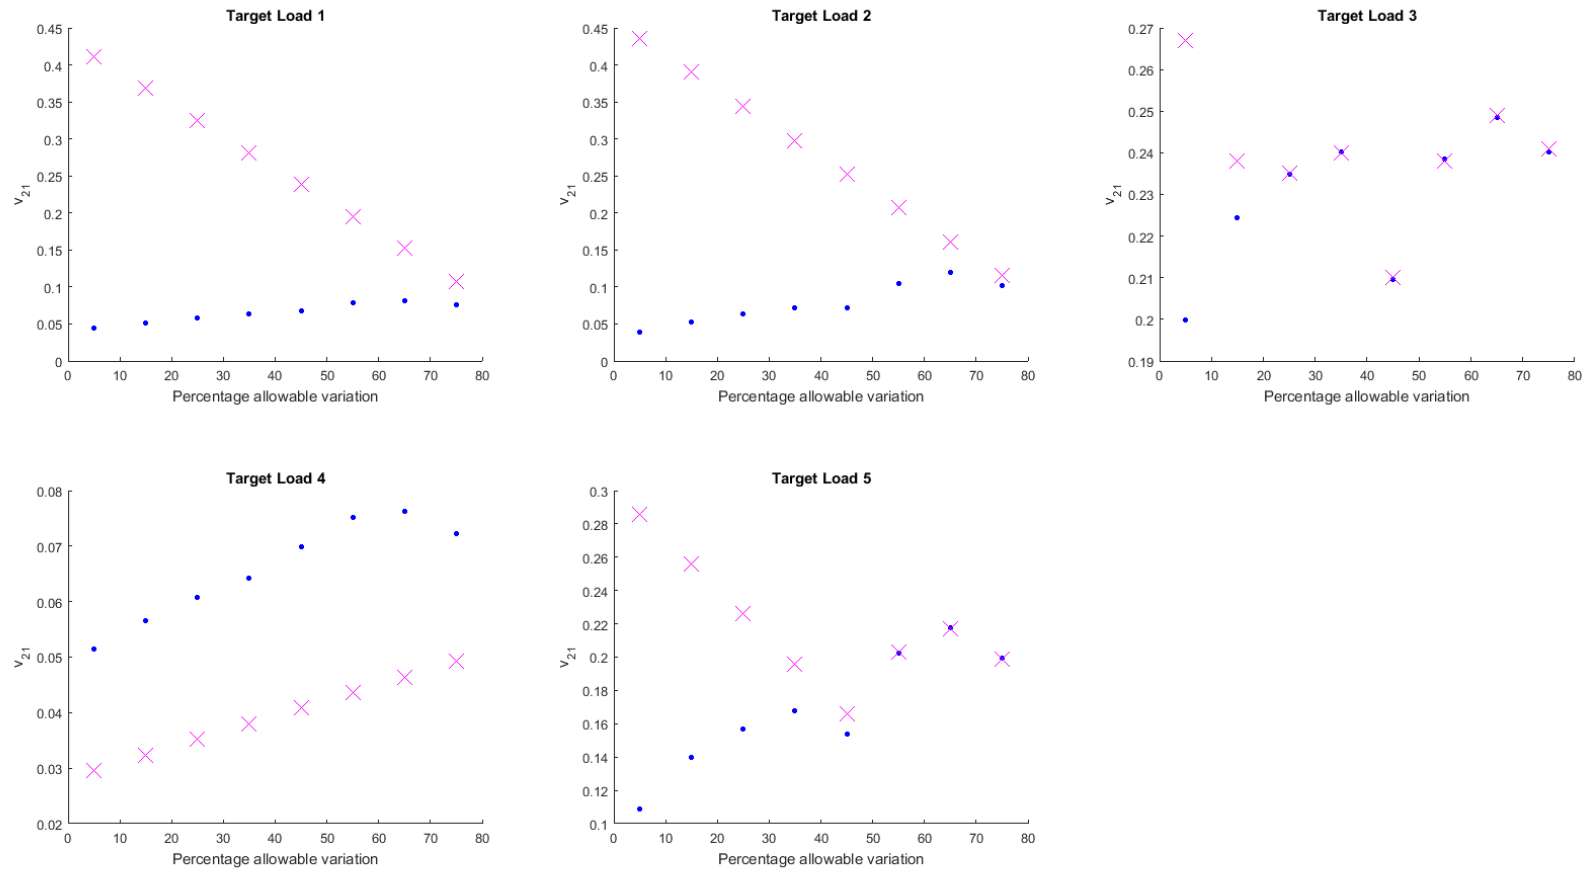 Target Load 1
0.45
0.4
0.35
0.3
0.25
0.2
0.15
0.1
0.05
0
v21
0 10 20 30 40 50 60 70 80
Percentage allowable variation
Target Load 2
0.45
0.4
0.35
0.3
0.25
0.2
0.15
0.1
0.05
0
v21
0 10 20 30 40 50 60 70 80
Percentage allowable variation
Target Load 3
0.27
0.26
0.25
0.24
0.23
0.22
0.21
0.2
0.19
v21
0 10 20 30 40 50 60 70 80
Percentage allowable variation
Target Load 4
0.08
0.07
0.06
0.05
0.04
0.03
0.02
v21
0 10 20 30 40 50 60 70 80
Percentage allowable variation
Target Load 5
0.3
0.28
0.26
0.24
0.22
0.2
0.18
0.16
0.14
0.12
0.1
v21
0 10 20 30 40 50 60 70 80
Percentage allowable variation